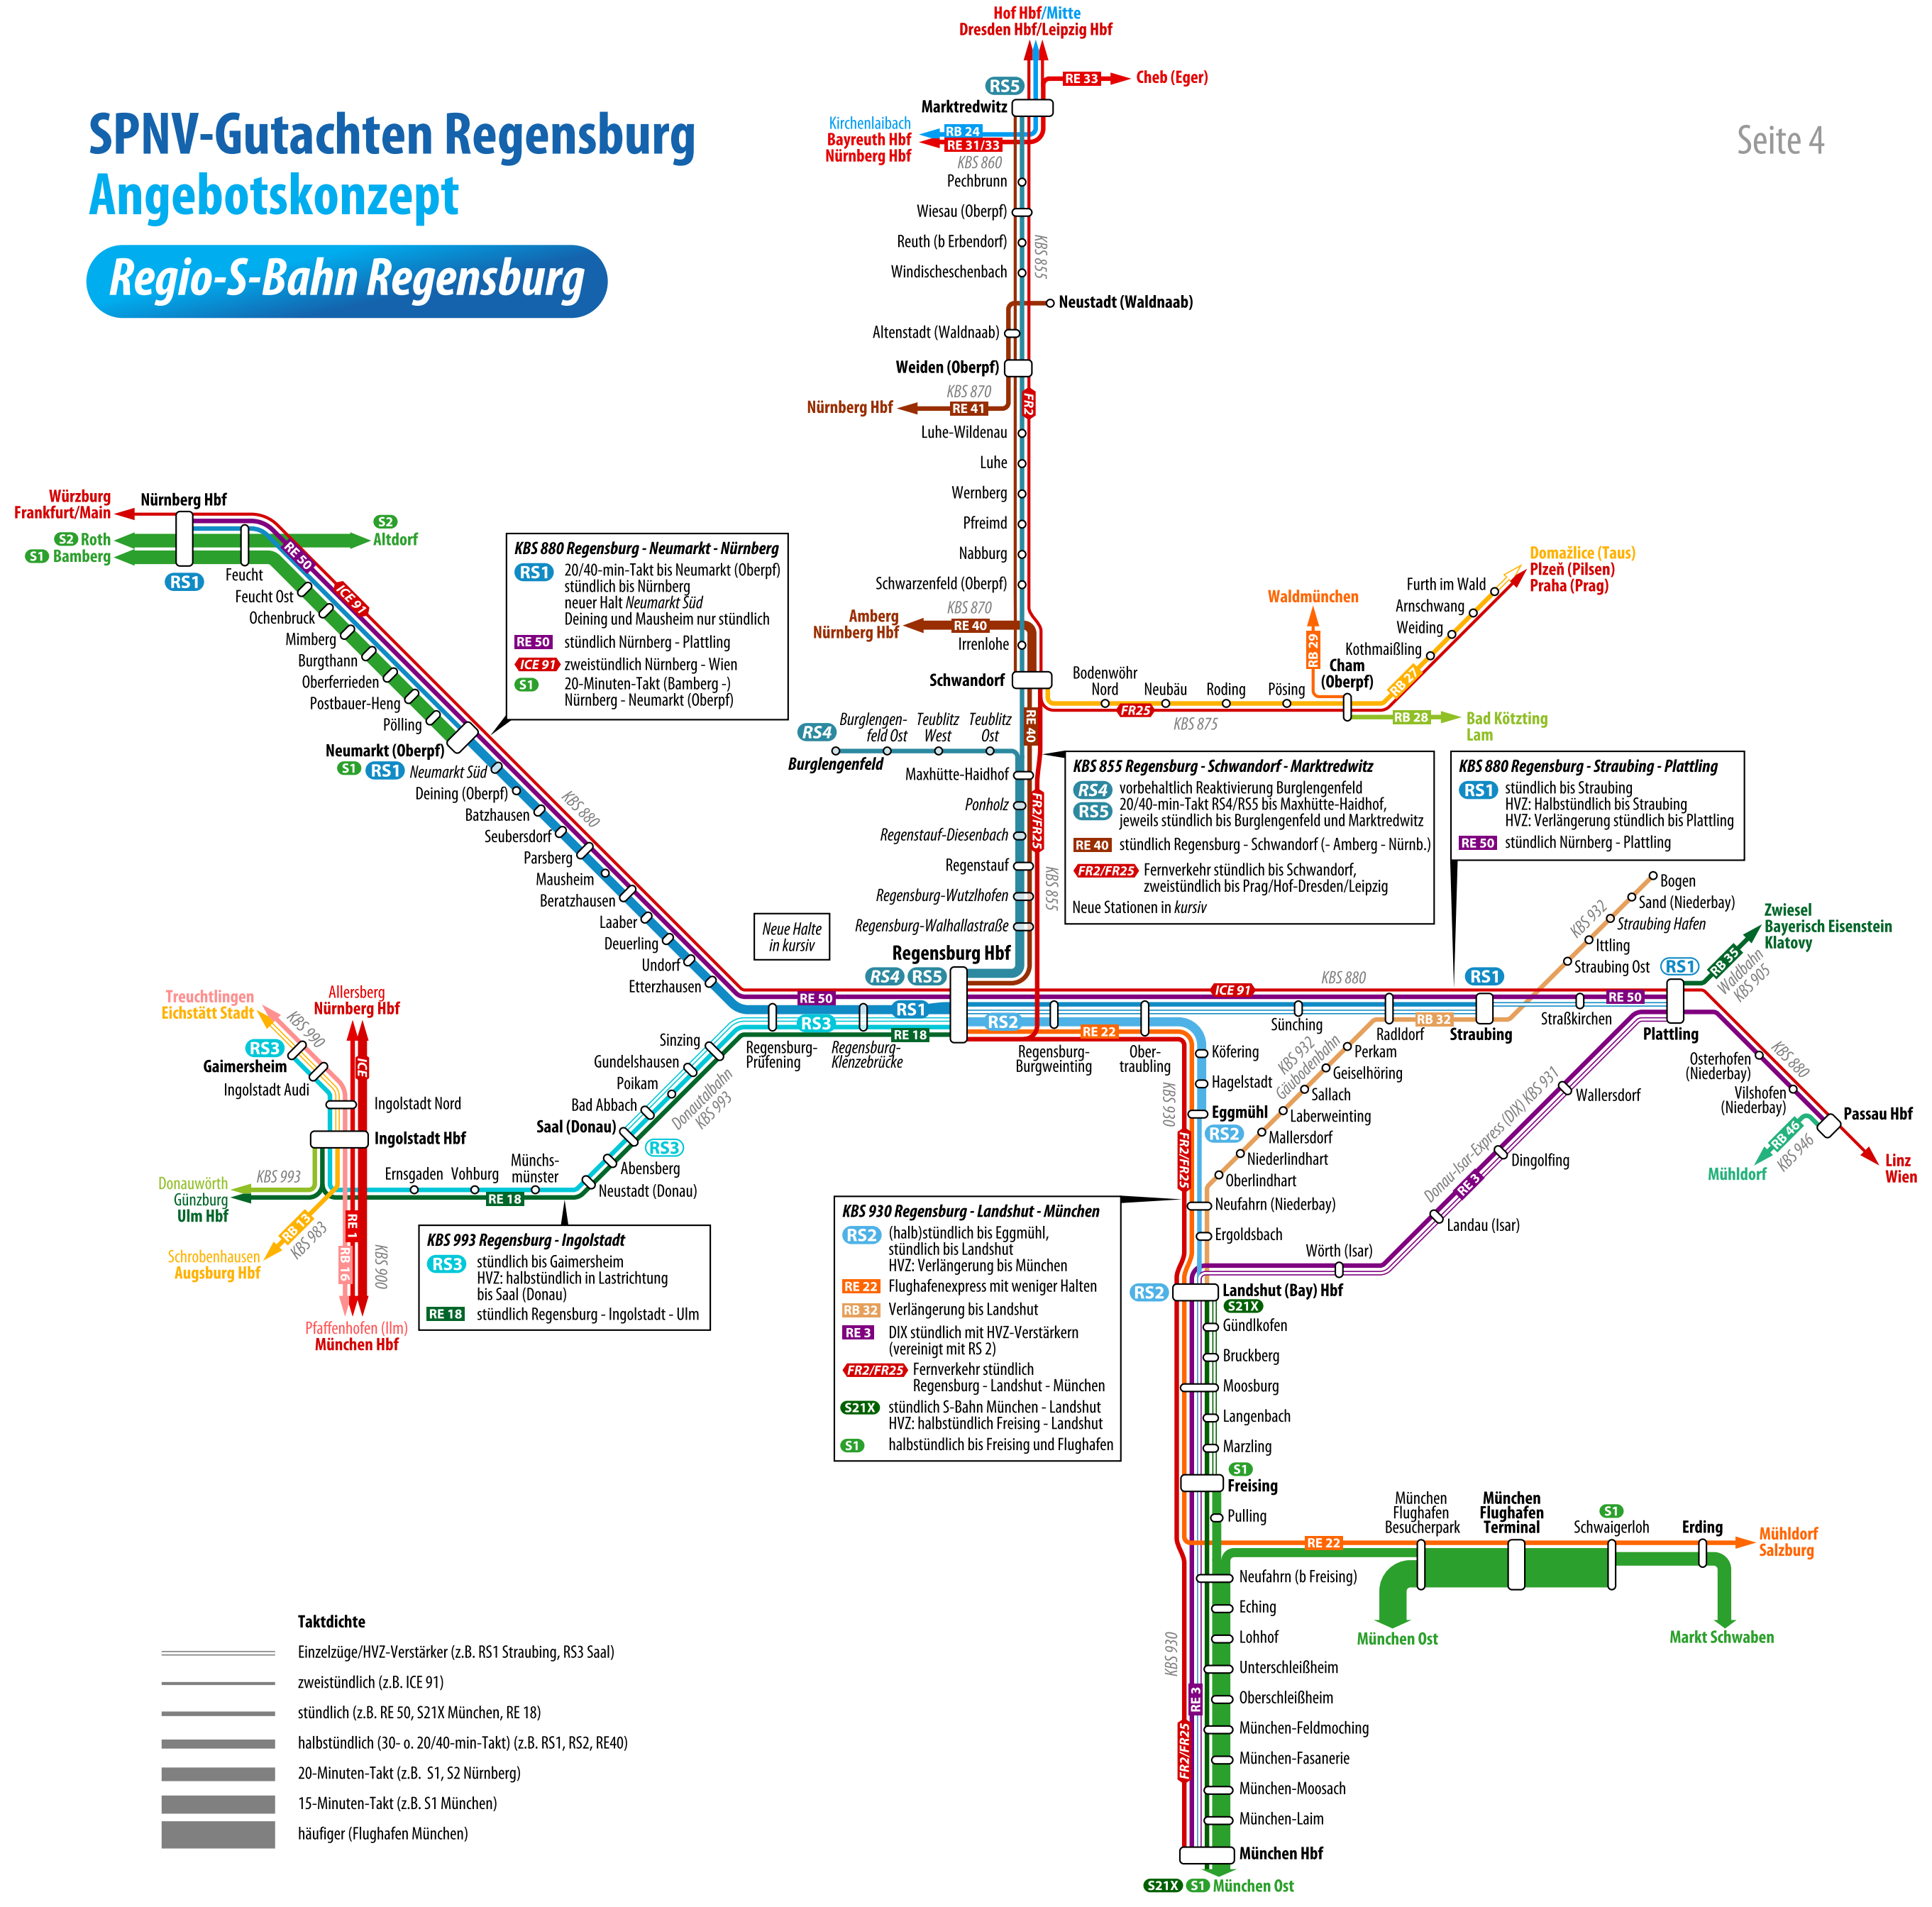 SPNV-Gutachten Regensburg
Angebotskonzept
Regio-S-Bahn Regensburg
Seite 4
Hof Hbf/Mitte
Dresden Hbf/Leipzig Hbf
RS5
RE 33
Cheb (Eger)
Marktredwitz
Kirchenlaibach
RB 24
Bayreuth Hbf
RE 31/33
Nürnberg Hbf
KBS 860
Pechbrunn
Wiesau (Oberpf)
Reuth (b Erbendorf)
KBS 855
Windischeschenbach
Neustadt (Waldnaab)
Altenstadt (Waldnaab)
Weiden (Oberpf)
KBS 870
Nürnberg Hbf
RE 41
FR2
Luhe-Wildenau
Luhe
Wernberg
Pfreimd
Nabburg
Schwarzenfeld (Oberpf)
KBS 870
Amberg
Nürnberg Hbf
RE 40
Irrenlohe
Schwandorf
Würzburg
Frankfurt/Main
Nürnberg Hbf
S2 Roth
S1 Bamberg
S2
Altdorf
RS1
RE 50
ICE 91
Feucht
Feucht Ost
Ochenbruck
Mimberg
Burgthann
Oberferrieden
Postbauer-Heng
Pölling
Neumarkt (Oberpf)
S1 RS1
Neumarkt Süd
Deining (Oberpf)
KBS 880
Batzhausen
Seubersdorf
Parsberg
Mausheim
Beratzhausen
Laaber
Deuerling
Undorf
Etterzhausen
KBS 880 Regensburg - Neumarkt - Nürnberg
RS1 20/40-min-Takt bis Neumarkt (Oberpf)
stündlich bis Nürnberg
neuer Halt Neumarkt Süd
Deining und Mausheim nur stündlich
RE 50 stündlich Nürnberg - Plattling
ICE 91 zweistündlich Nürnberg - Wien
S1 20-Minuten-Takt (Bamberg -)
Nürnberg - Neumarkt (Oberpf)
Domažlice (Taus)
Plzeň (Pilsen)
Praha (Prag)
Furth im Wald
Arnschwang
Weiding
Kothmaißling
RB 27
Waldmünchen
RB 29
Cham
(Oberpf)
RB 28
Bad Kötzting
Lam
Bodenwöhr
Nord
Neubäu
Roding
Pösing
FR25
KBS 875
RE 40
RS4
Burglengen-
feld Ost
Teublitz
West
Teublitz
Ost
Burglengenfeld
Maxhütte-Haidhof
Ponholz
FR2/FR25
Regenstauf-Diesenbach
Regenstauf
KBS 855
Regensburg-Wutzlhofen
Regensburg-Walhallastraße
Regensburg Hbf
RS4 RS5
Neue Halte
in kursiv
KBS 855 Regensburg - Schwandorf - Marktredwitz
RS4 vorbehaltlich Reaktivierung Burglengenfeld
RS5 20/40-min-Takt RS4/RS5 bis Maxhütte-Haidhof,
jeweils stündlich bis Burglengenfeld und Marktredwitz
RE 40 stündlich Regensburg - Schwandorf (- Amberg - Nürnb.)
FR2/FR25 Fernverkehr stündlich bis Schwandorf,
zweistündlich bis Prag/Hof-Dresden/Leipzig
Neue Stationen in kursiv
KBS 880 Regensburg - Straubing - Plattling
RS1 stündlich bis Straubing
HVZ: Halbstündlich bis Straubing
HVZ: Verlängerung stündlich bis Plattling
RE 50 stündlich Nürnberg - Plattling
Bogen
Sand (Niederbay)
Straubing Hafen
KBS 932
Ittling
Straubing Ost
Zwiesel
Bayerisch Eisenstein
Klatovy
RB 35
Waldbahn
KBS 905
RS1
RS1
KBS 880
ICE 91
RE 50
RE 50
RS1
RS3
RE 18
RS2
RE 22
Regensburg-
Prüfening
Regensburg-
Klenzebrücke
Regensburg-
Burgweinting
Ober-
traubling
Sünching
Radldorf
RB 32
Straubing
Straßkirchen
Plattling
Osterhofen
(Niederbay)
KBS 880
Vilshofen
(Niederbay)
Passau Hbf
RB 46
KBS 946
Mühldorf
Linz
Wien
Treuchtlingen
Eichstätt Stadt
KBS 990
Allersberg
Nürnberg Hbf
RS3
Gaimersheim
ICE
Ingolstadt Audi
Ingolstadt Nord
Ingolstadt Hbf
KBS 993
Donauwörth
Günzburg
Ulm Hbf
RB 13
KBS 983
Schrobenhausen
Augsburg Hbf
RE 1
RB 16
KBS 900
Pfaffenhofen (Ilm)
München Hbf
Sinzing
Gundelshausen
Poikam
Bad Abbach
Saal (Donau)
Donautalbahn
KBS 993
RS3
Abensberg
Neustadt (Donau)
Ernsgaden
Vohburg
Münchs-
münster
RE 18
KBS 993 Regensburg - Ingolstadt
RS3 stündlich bis Gaimersheim
HVZ: halbstündlich in Lastrichtung
bis Saal (Donau)
RE 18 stündlich Regensburg - Ingolstadt - Ulm
Köfering
Hagelstadt
KBS 930
Eggmühl
RS2
FR2/FR25
KBS 932
Gäubodenbahn
Perkam
Geiselhöring
Sallach
Laberweinting
Mallersdorf
Niederlindhart
Oberlindhart
Neufahrn (Niederbay)
Ergoldsbach
Wörth (Isar)
Donau-Isar-Express (DIX) KBS 931
RE 3
Wallersdorf
Dingolfing
Landau (Isar)
KBS 930 Regensburg - Landshut - München
RS2 (halb)stündlich bis Eggmühl,
stündlich bis Landshut
HVZ: Verlängerung bis München
RE 22 Flughafenexpress mit weniger Halten
RB 32 Verlängerung bis Landshut
RE 3 DIX stündlich mit HVZ-Verstärkern
(vereinigt mit RS 2)
FR2/FR25 Fernverkehr stündlich
Regensburg - Landshut - München
S21X stündlich S-Bahn München - Landshut
HVZ: halbstündlich Freising - Landshut
S1 halbstündlich bis Freising und Flughafen
RS2
Landshut (Bay) Hbf
S21X
Gündlkofen
Bruckberg
Moosburg
Langenbach
Marzling
S1
Freising
Pulling
RE 22
München
Flughafen
Besucherpark
München
Flughafen
Terminal
S1
Schwaigerloh
Erding
Mühldorf
Salzburg
München Ost
Markt Schwaben
Neufahrn (b Freising)
Eching
Lohhof
KBS 930
Unterschleißheim
RE 3
Oberschleißheim
FR2/FR25
München-Feldmoching
München-Fasanerie
München-Moosach
München-Laim
München Hbf
S21X S1 München Ost
Taktdichte
Einzelzüge/HVZ-Verstärker (z.B. RS1 Straubing, RS3 Saal)
zweistündlich (z.B. ICE 91)
stündlich (z.B. RE 50, S21X München, RE 18)
halbstündlich (30- o. 20/40-min-Takt) (z.B. RS1, RS2, RE40)
20-Minuten-Takt (z.B. S1, S2 Nürnberg)
15-Minuten-Takt (z.B. S1 München)
häufiger (Flughafen München)